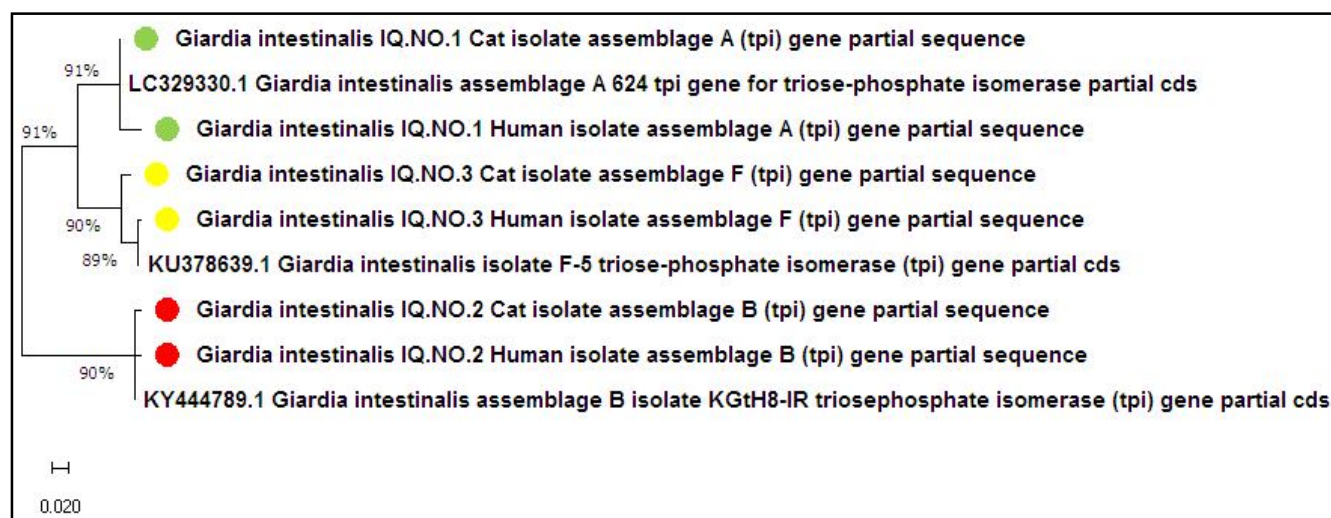 Giardia intestinalis IQ.NO.1 Cat isolate assemblage A (tpi) gene partial sequence
91%
LC329330.1 Giardia intestinalis assemblage A 624 tpi gene for triose-phosphate isomerase partial cds
91%
Giardia intestinalis IQ.NO.1 Human isolate assemblage A (tpi) gene partial sequence
Giardia intestinalis IQ.NO.3 Cat isolate assemblage F (tpi) gene partial sequence
90%
Giardia intestinalis IQ.NO.3 Human isolate assemblage F (tpi) gene partial sequence
89%
KU378639.1 Giardia intestinalis isolate F-5 triose-phosphate isomerase (tpi) gene partial cds
Giardia intestinalis IQ.NO.2 Cat isolate assemblage B (tpi) gene partial sequence
Giardia intestinalis IQ.NO.2 Human isolate assemblage B (tpi) gene partial sequence
90%
KY444789.1 Giardia intestinalis assemblage B isolate KGtH8-IR triosephosphate isomerase (tpi) gene partial cds
0.020